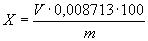 X = V · 0,008713 · 100 / m